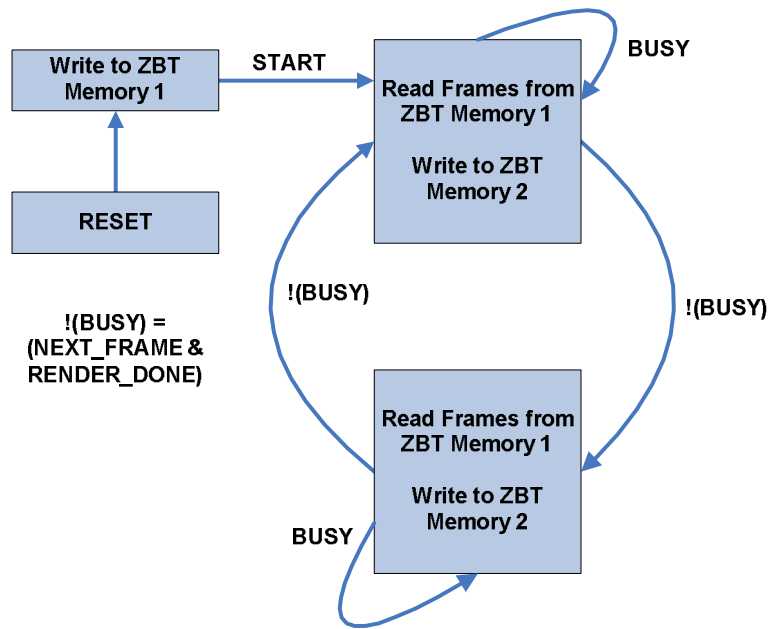 Write to ZBT
Memory 1
START
BUSY
Read Frames from
ZBT Memory 1
Write to ZBT
Memory 2
RESET
!(BUSY)
!(BUSY)
!(BUSY) =
(NEXT_FRAME &
RENDER_DONE)
Read Frames from
ZBT Memory 1
Write to ZBT
Memory 2
BUSY